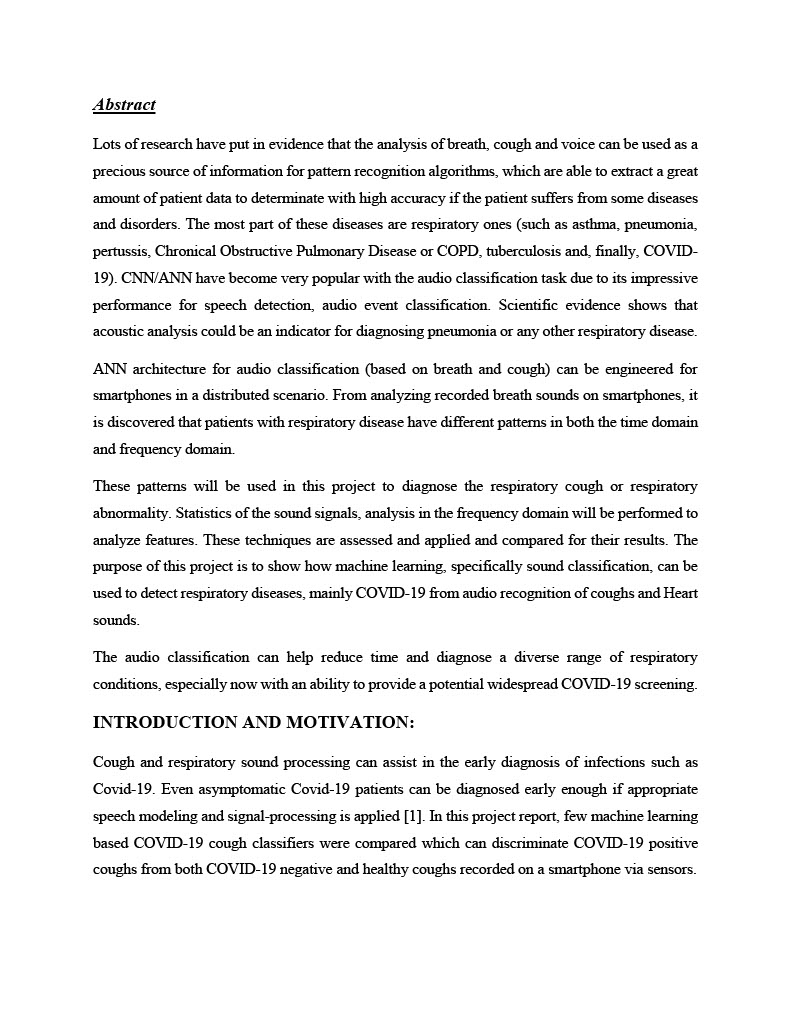 Abstract
Lots of research have put in evidence that the analysis of breath, cough and voice can be used as a
precious source of information for pattern recognition algorithms, which are able to extract a great
amount of patient data to determinate with high accuracy if the patient suffers from some diseases
and disorders. The most part of these diseases are respiratory ones (such as asthma, pneumonia,
pertussis, Chronical Obstructive Pulmonary Disease or COPD, tuberculosis and, finally, COVID-
19). CNN/ANN have become very popular with the audio classification task due to its impressive
performance for speech detection, audio event classification. Scientific evidence shows that
acoustic analysis could be an indicator for diagnosing pneumonia or any other respiratory disease.
ANN architecture for audio classification (based on breath and cough) can be engineered for
smartphones in a distributed scenario. From analyzing recorded breath sounds on smartphones, it
is discovered that patients with respiratory disease have different patterns in both the time domain
and frequency domain.
These patterns will be used in this project to diagnose the respiratory cough or respiratory
abnormality. Statistics of the sound signals, analysis in the frequency domain will be performed to
analyze features. These techniques are assessed and applied and compared for their results. The
purpose of this project is to show how machine learning, specifically sound classification, can be
used to detect respiratory diseases, mainly COVID-19 from audio recognition of coughs and Heart
sounds.
The audio classification can help reduce time and diagnose a diverse range of respiratory
conditions, especially now with an ability to provide a potential widespread COVID-19 screening.
INTRODUCTION AND MOTIVATION:
Cough and respiratory sound processing can assist in the early diagnosis of infections such as
Covid-19. Even asymptomatic Covid-19 patients can be diagnosed early enough if appropriate
speech modeling and signal-processing is applied [1]. In this project report, few machine learning
based COVID-19 cough classifiers were compared which can discriminate COVID-19 positive
coughs from both COVID-19 negative and healthy coughs recorded on a smartphone via sensors.